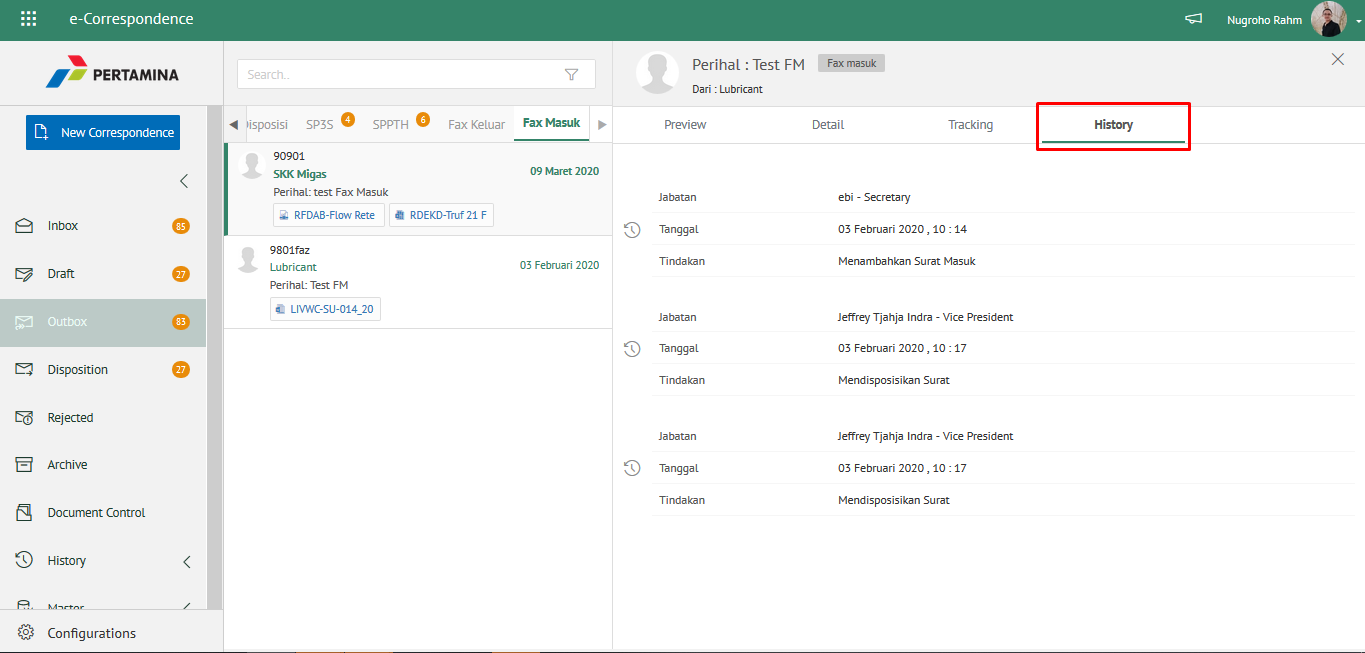 e-Correspondence
Nugroho Rahm
PERTAMINA
New Correspondence
Inbox 85
Draft 27
Outbox 83
Disposition 27
Rejected
Archive
Document Control
History
Master
Configurations
Search..
isposisi SP3S 4 SPPTH 6 Fax Keluar Fax Masuk
90901
SKK Migas 09 Maret 2020
Perihal: test Fax Masuk
RFDAB-Flow Rete RDEKD-Truf 21 F
9801faz
Lubricant 03 Februari 2020
Perihal: Test FM
LIVWC-SU-014_20
Perihal : Test FM Fax masuk
Dari : Lubricant
Preview Detail Tracking History
Jabatan ebi - Secretary
Tanggal 03 Februari 2020 , 10 : 14
Tindakan Menambahkan Surat Masuk
Jabatan Jeffrey Tjahja Indra - Vice President
Tanggal 03 Februari 2020 , 10 : 17
Tindakan Mendisposisikan Surat
Jabatan Jeffrey Tjahja Indra - Vice President
Tanggal 03 Februari 2020 , 10 : 17
Tindakan Mendisposisikan Surat